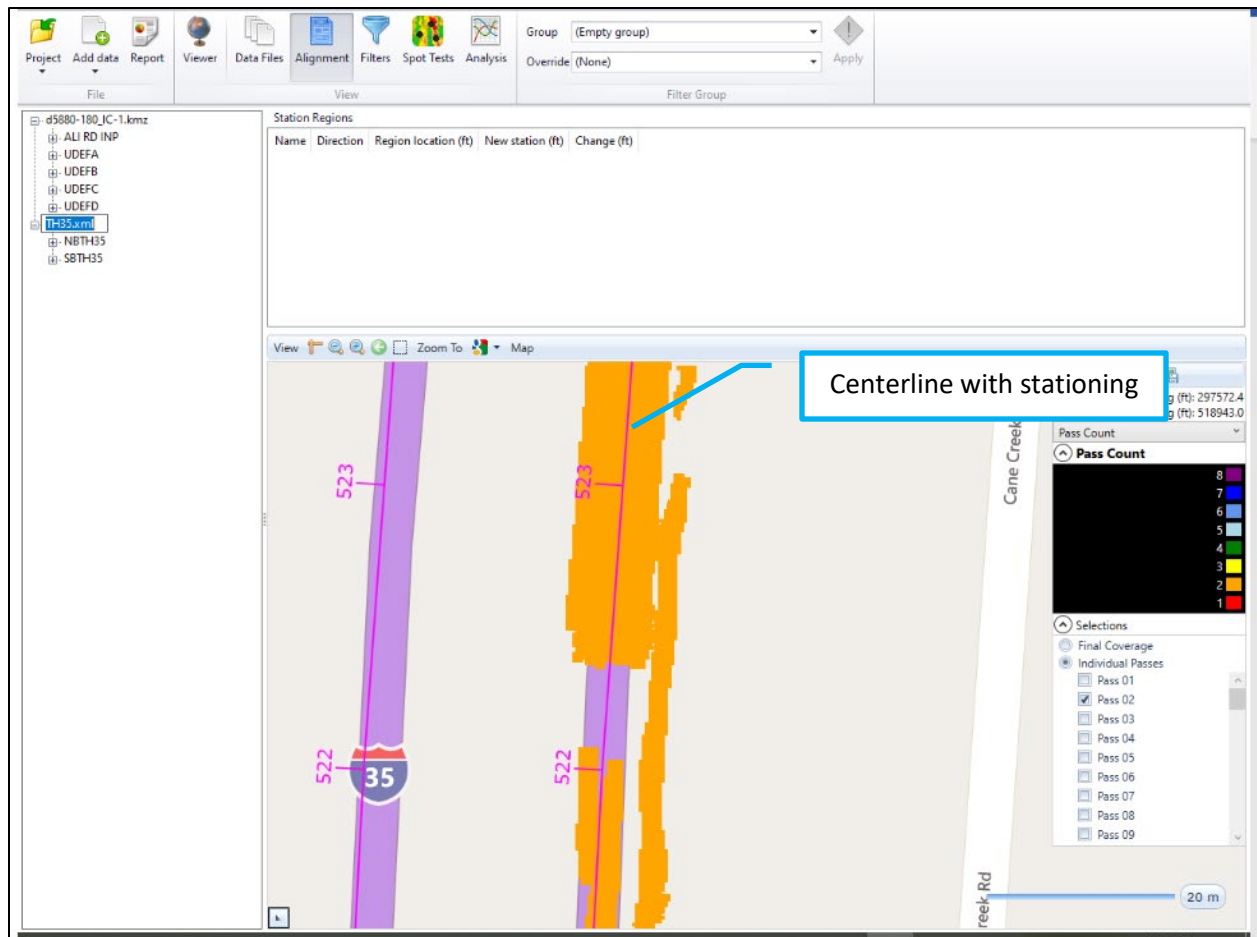 Project
Add data
Report
Viewer
Data Files
Alignment
Filters
Spot Tests
Analysis
Group (Empty group)
Override (None)
Apply
File
View
Filter Group
d5880-180_IC-1.kmz
ALI RD INP
UDEFA
UDEFB
UDEFC
UDEFD
TH35.xml
NBTH35
SBTH35
Station Regions
Name Direction Region location (ft) New station (ft) Change (ft)
View Zoom To Map
Centerline with stationing
g (ft): 297572.4
g (ft): 518943.0
Pass Count
Pass Count
8
7
6
5
4
3
2
1
Selections
Final Coverage
Individual Passes
Pass 01
Pass 02
Pass 03
Pass 04
Pass 05
Pass 06
Pass 07
Pass 08
Pass 09
523
523
522
522
35
Cane Creek
reek Rd
20 m